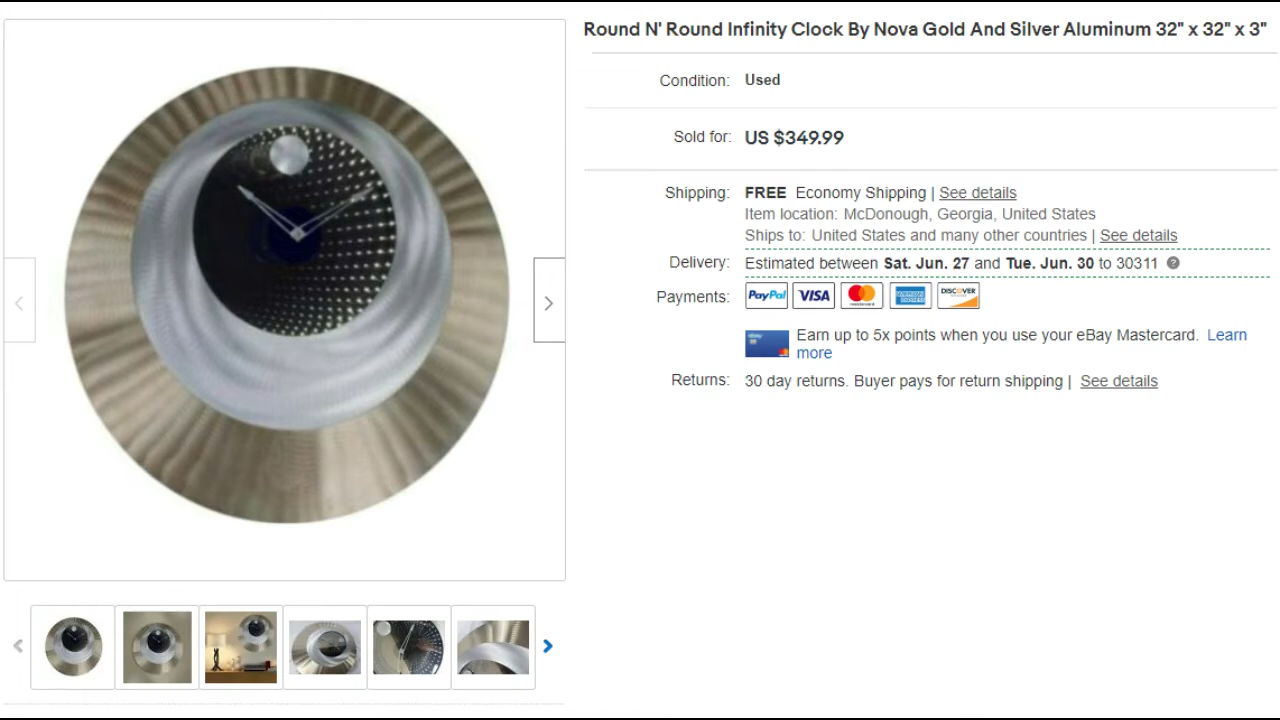 Round N' Round Infinity Clock By Nova Gold And Silver Aluminum 32" x 32" x 3"
Condition: Used
Sold for: US $349.99
Shipping: FREE Economy Shipping | See details
Item location: McDonough, Georgia, United States
Ships to: United States and many other countries | See details
Delivery: Estimated between Sat. Jun. 27 and Tue. Jun. 30 to 30311 ?
Payments: PayPal VISA mastercard AMERICAN EXPRESS DISCOVER
Earn up to 5x points when you use your eBay Mastercard. Learn
more
Returns: 30 day returns. Buyer pays for return shipping | See details